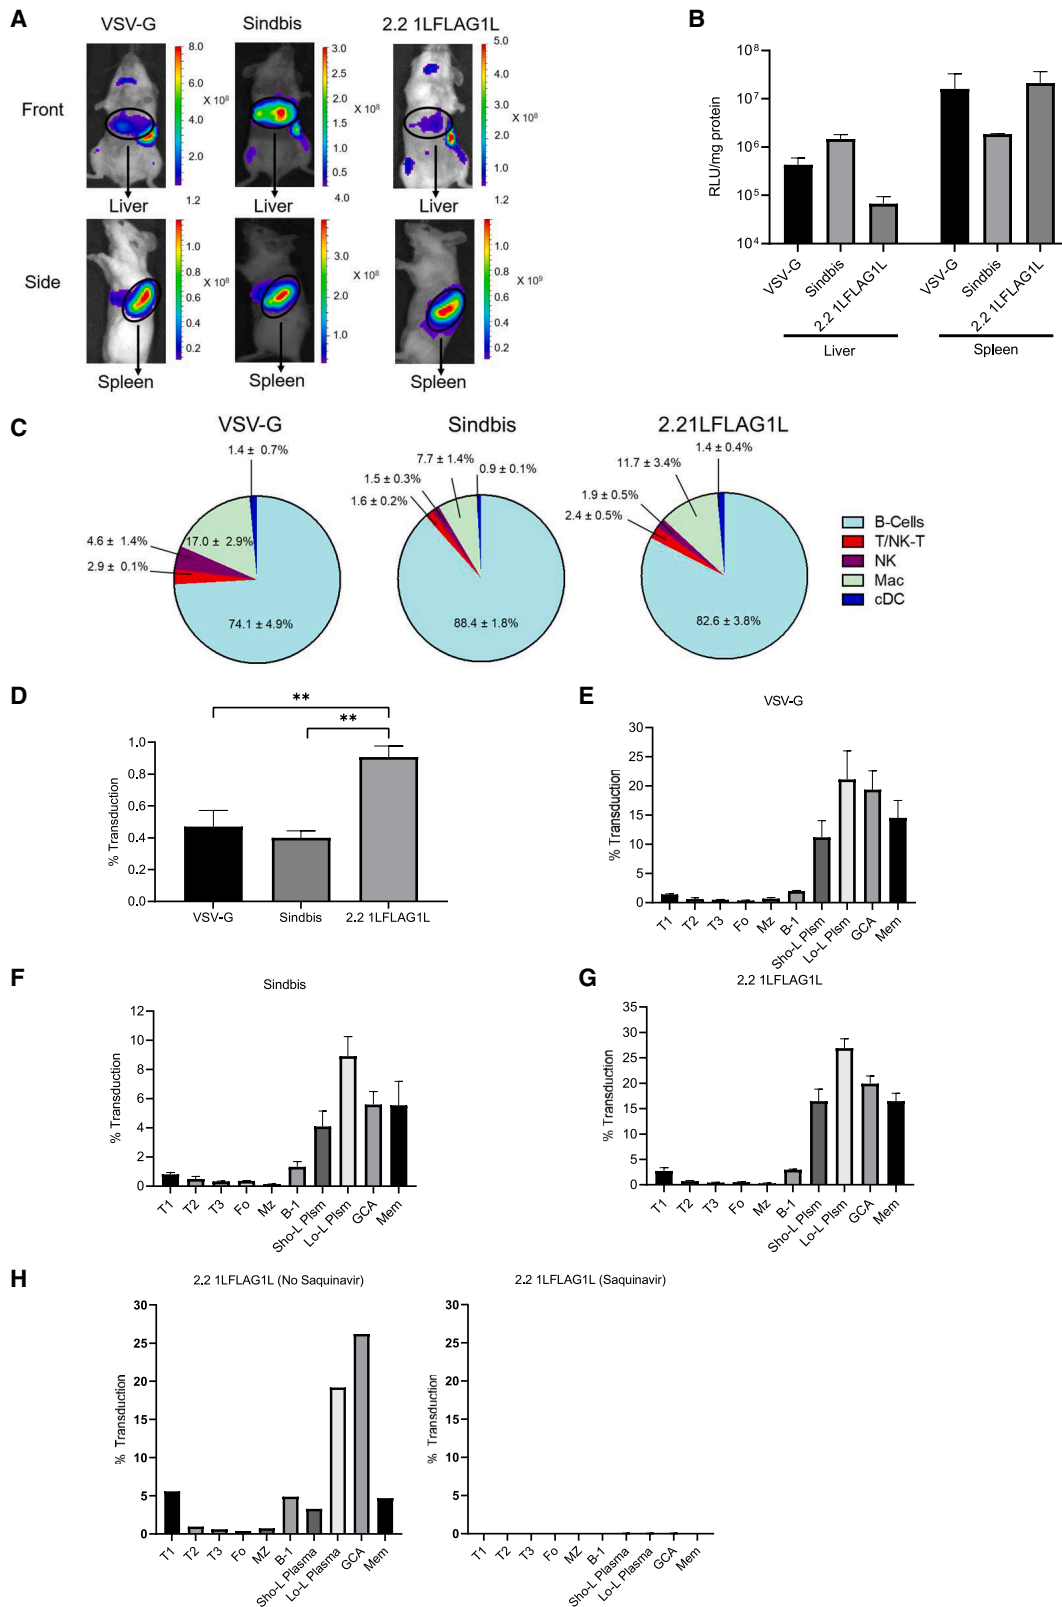 A
VSV-G
Sindbis
2.2 1LFLAG1L
Front
8.0
6.0
4.0
2.0
X 10⁸
3.0
2.5
2.0
1.5
1.0
0.5
X 10⁸
5.0
4.0
3.0
2.0
1.0
X 10⁸
Liver
Liver
Liver
Side
1.2
1.0
0.8
0.6
0.4
0.2
X 10⁸
4.0
3.0
2.0
1.0
X 10⁸
1.2
1.0
0.8
0.6
0.4
0.2
X 10⁹
Spleen
Spleen
Spleen
B
RLU/mg protein
10⁸
10⁷
10⁶
10⁵
10⁴
VSV-G
Sindbis
2.2 1LFLAG1L
VSV-G
Sindbis
2.2 1LFLAG1L
Liver
Spleen
C
VSV-G
1.4 ± 0.7%
17.0 ± 2.9%
4.6 ± 1.4%
2.9 ± 0.1%
74.1 ± 4.9%
Sindbis
7.7 ± 1.4%
0.9 ± 0.1%
1.5 ± 0.3%
1.6 ± 0.2%
88.4 ± 1.8%
2.21LFLAG1L
1.4 ± 0.4%
11.7 ± 3.4%
1.9 ± 0.5%
2.4 ± 0.5%
82.6 ± 3.8%
B-Cells
T/NK-T
NK
Mac
cDC
D
**
**
% Transduction
1.0
0.8
0.6
0.4
0.2
0.0
VSV-G
Sindbis
2.2 1LFLAG1L
E
VSV-G
% Transduction
30
25
20
15
10
5
0
T1
T2
T3
Fo
Mz
B-1
Sho-L Plsm
Lo-L Plsm
GCA
Mem
F
Sindbis
% Transduction
12
10
8
6
4
2
0
T1
T2
T3
Fo
Mz
B-1
Sho-L Plsm
Lo-L Plsm
GCA
Mem
G
2.2 1LFLAG1L
% Transduction
35
30
25
20
15
10
5
0
T1
T2
T3
Fo
Mz
B-1
Sho-L Plsm
Lo-L Plsm
GCA
Mem
H
2.2 1LFLAG1L (No Saquinavir)
% Transduction
30
25
20
15
10
5
0
T1
T2
T3
Fo
MZ
B-1
Sho-L Plasma
Lo-L Plasma
GCA
Mem
2.2 1LFLAG1L (Saquinavir)
% Transduction
30
25
20
15
10
5
0
T1
T2
T3
Fo
MZ
B-1
Sho-L Plasma
Lo-L Plasma
GCA
Mem